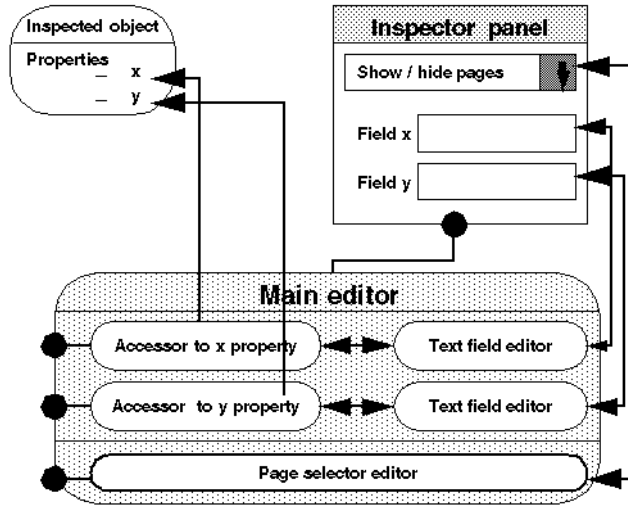 Inspected object
Properties
_ x
_ y
Inspector panel
Show / hide pages
Field x
Field y
Main editor
Accessor to x property
Text field editor
Accessor to y property
Text field editor
Page selector editor